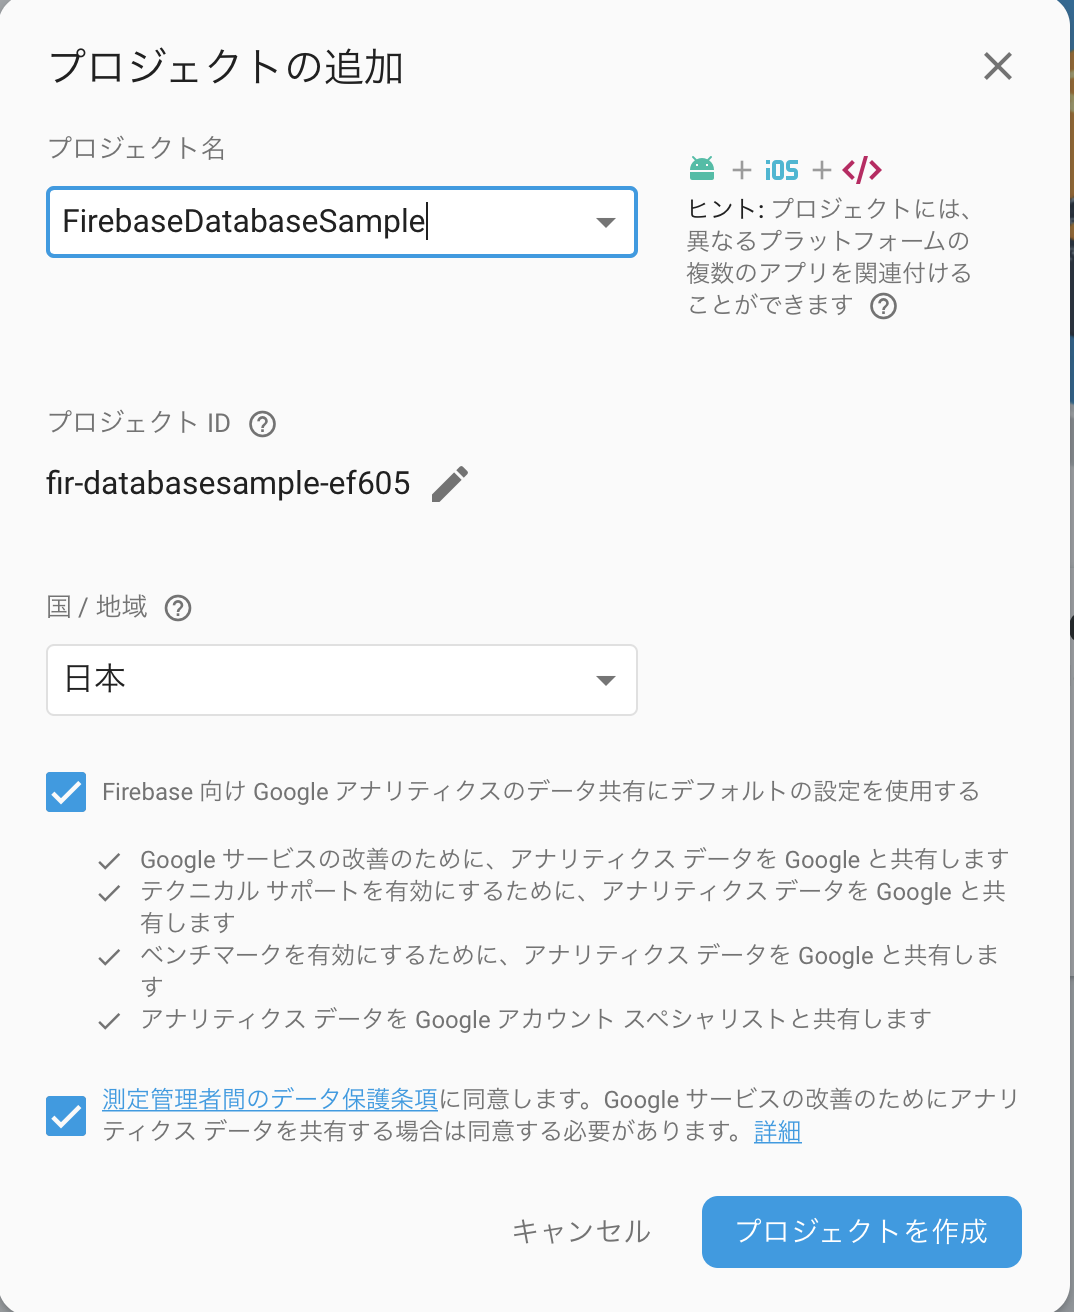 プロジェクトの追加
プロジェクト名
FirebaseDatabaseSample
+ iOS + </>
ヒント: プロジェクトには、
異なるプラットフォームの
複数のアプリを関連付ける
ことができます ?
プロジェクト ID ?
fir-databasesample-ef605
国 / 地域 ?
日本
Firebase 向け Google アナリティクスのデータ共有にデフォルトの設定を使用する
Google サービスの改善のために、アナリティクス データを Google と共有します
テクニカル サポートを有効にするために、アナリティクス データを Google と共
有します
ベンチマークを有効にするために、アナリティクス データを Google と共有しま
す
アナリティクス データを Google アカウント スペシャリストと共有します
測定管理者間のデータ保護条項に同意します。Google サービスの改善のためにアナリ
ティクス データを共有する場合は同意する必要があります。詳細
キャンセル
プロジェクトを作成